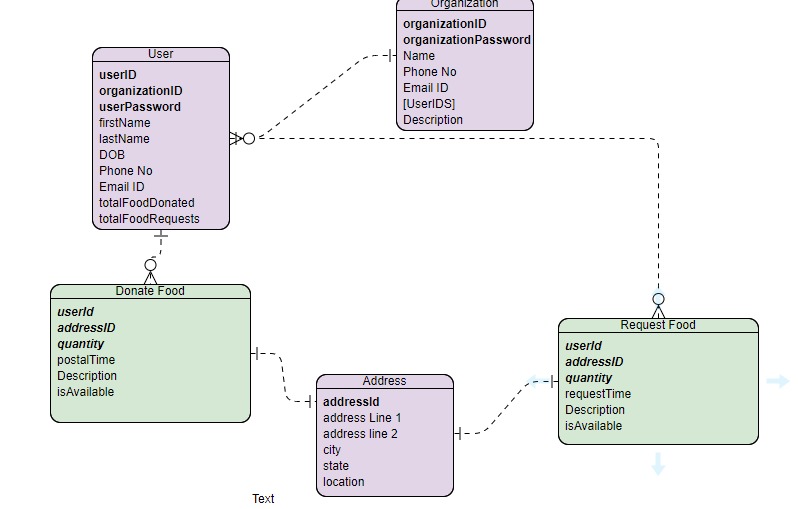 Organization
organizationID
organizationPassword
Name
Phone No
Email ID
[UserIDS]
Description
User
userID
organizationID
userPassword
firstName
lastName
DOB
Phone No
Email ID
totalFoodDonated
totalFoodRequests
Donate Food
userId
addressID
quantity
postalTime
Description
isAvailable
Request Food
userId
addressID
quantity
requestTime
Description
isAvailable
Address
addressId
address Line 1
address line 2
city
state
location
Text